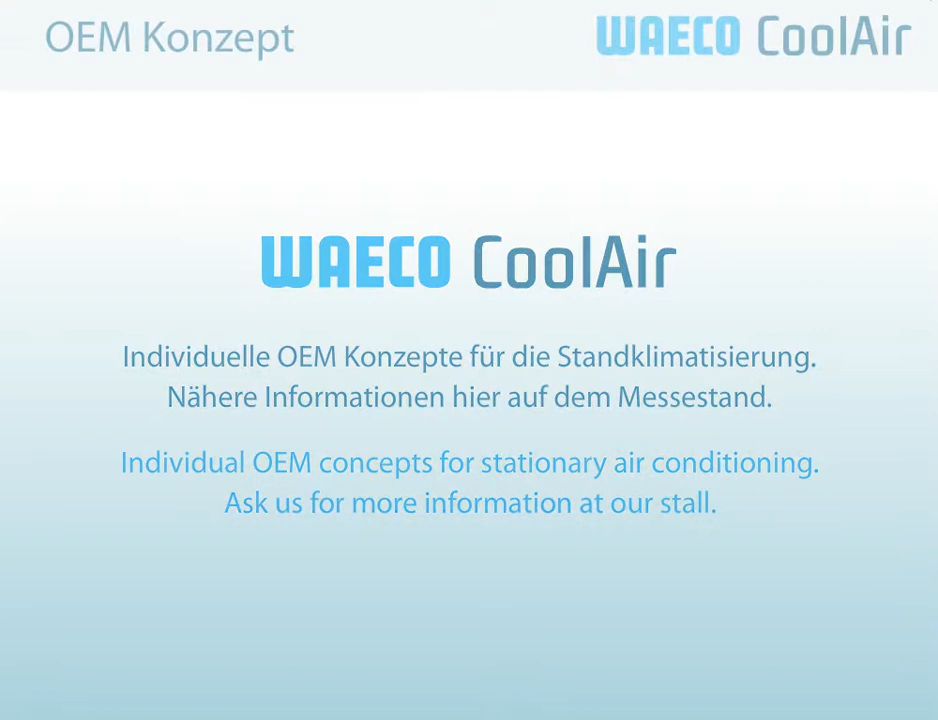 OEM Konzept
WAECO CoolAir
WAECO CoolAir
Individuelle OEM Konzepte für die Standklimatisierung.
Nähere Informationen hier auf dem Messestand.
Individual OEM concepts for stationary air conditioning.
Ask us for more information at our stall.